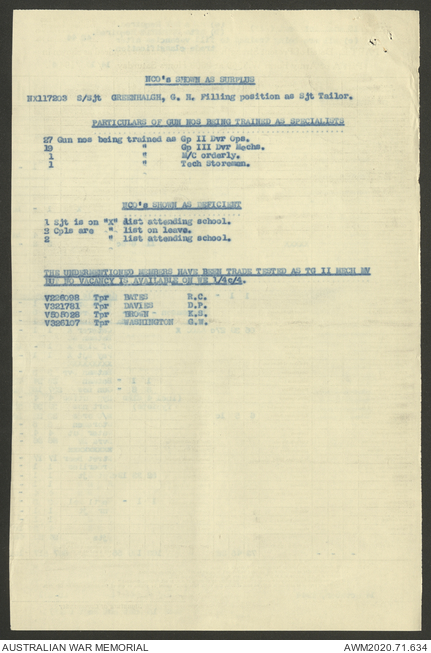 NCO's SHOWN AS SURPLUS
NX117203 S/Sjt GREENHALGH, G. H. Filling position as Sjt Tailor.
PARTICULARS OF GUN NOS BEING TRAINED AS SPECIALISTS
27 Gun nos being trained as Gp II Dvr Ops.
19 " Gp III Dvr Mechs.
1 " M/C orderly.
1 " Tech Storeman.
NCO's SHOWN AS DEFICIENT
1 Sjt is on "X" list attending school.
2 Cpls are " list on leave.
2 " list attending school.
THE UNDERMENTIONED MEMBERS HAVE BEEN TRADE TESTED AS TG II MECH MV
BUT NO VACANCY IS AVAILABLE ON WE 1/4c/4.
V226098 Tpr BATES R.C.
V321781 Tpr DAVIES D.P.
V505028 Tpr BROWN K.S.
V326107 Tpr WASHINGTON G.W.
AUSTRALIAN WAR MEMORIAL
AWM2020.71.634